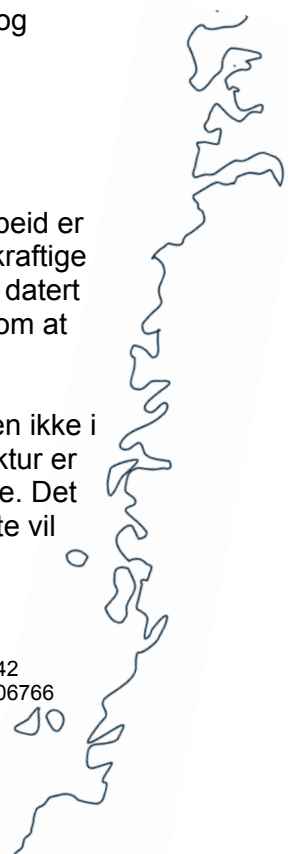 og
beid er
kraftige
datert
om at
en ikke i
ktur er
e. Det
te vil
42
06766